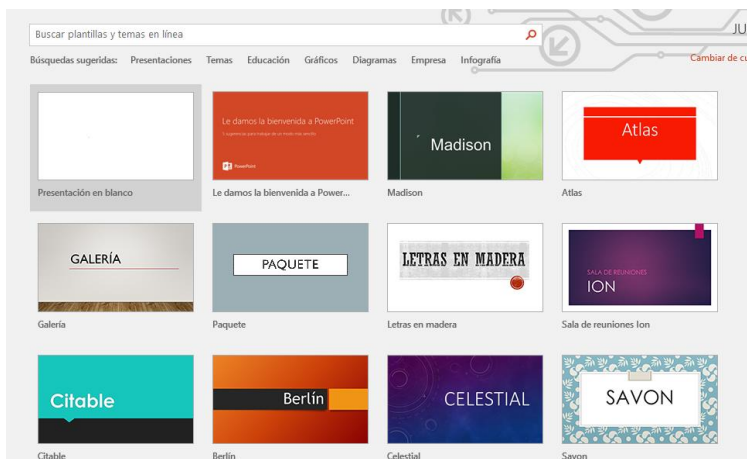 JU
Buscar plantillas y temas en línea
Cambiar de cu
Búsquedas sugeridas: Presentaciones Temas Educación Gráficos Diagramas Empresa Infografía
Le damos la bienvenida a PowerPoint
PowerPoint
Madison
Atlas
Presentación en blanco
Le damos la bienvenida a Power...
Madison
Atlas
GALERÍA
PAQUETE
LETRAS EN MADERA
SALA DE REUNIONES
ION
Galería
Paquete
Letras en madera
Sala de reuniones Ion
Citable
Berlín
CELESTIAL
SAVON
Citable
Berlín
Celestial
Savon